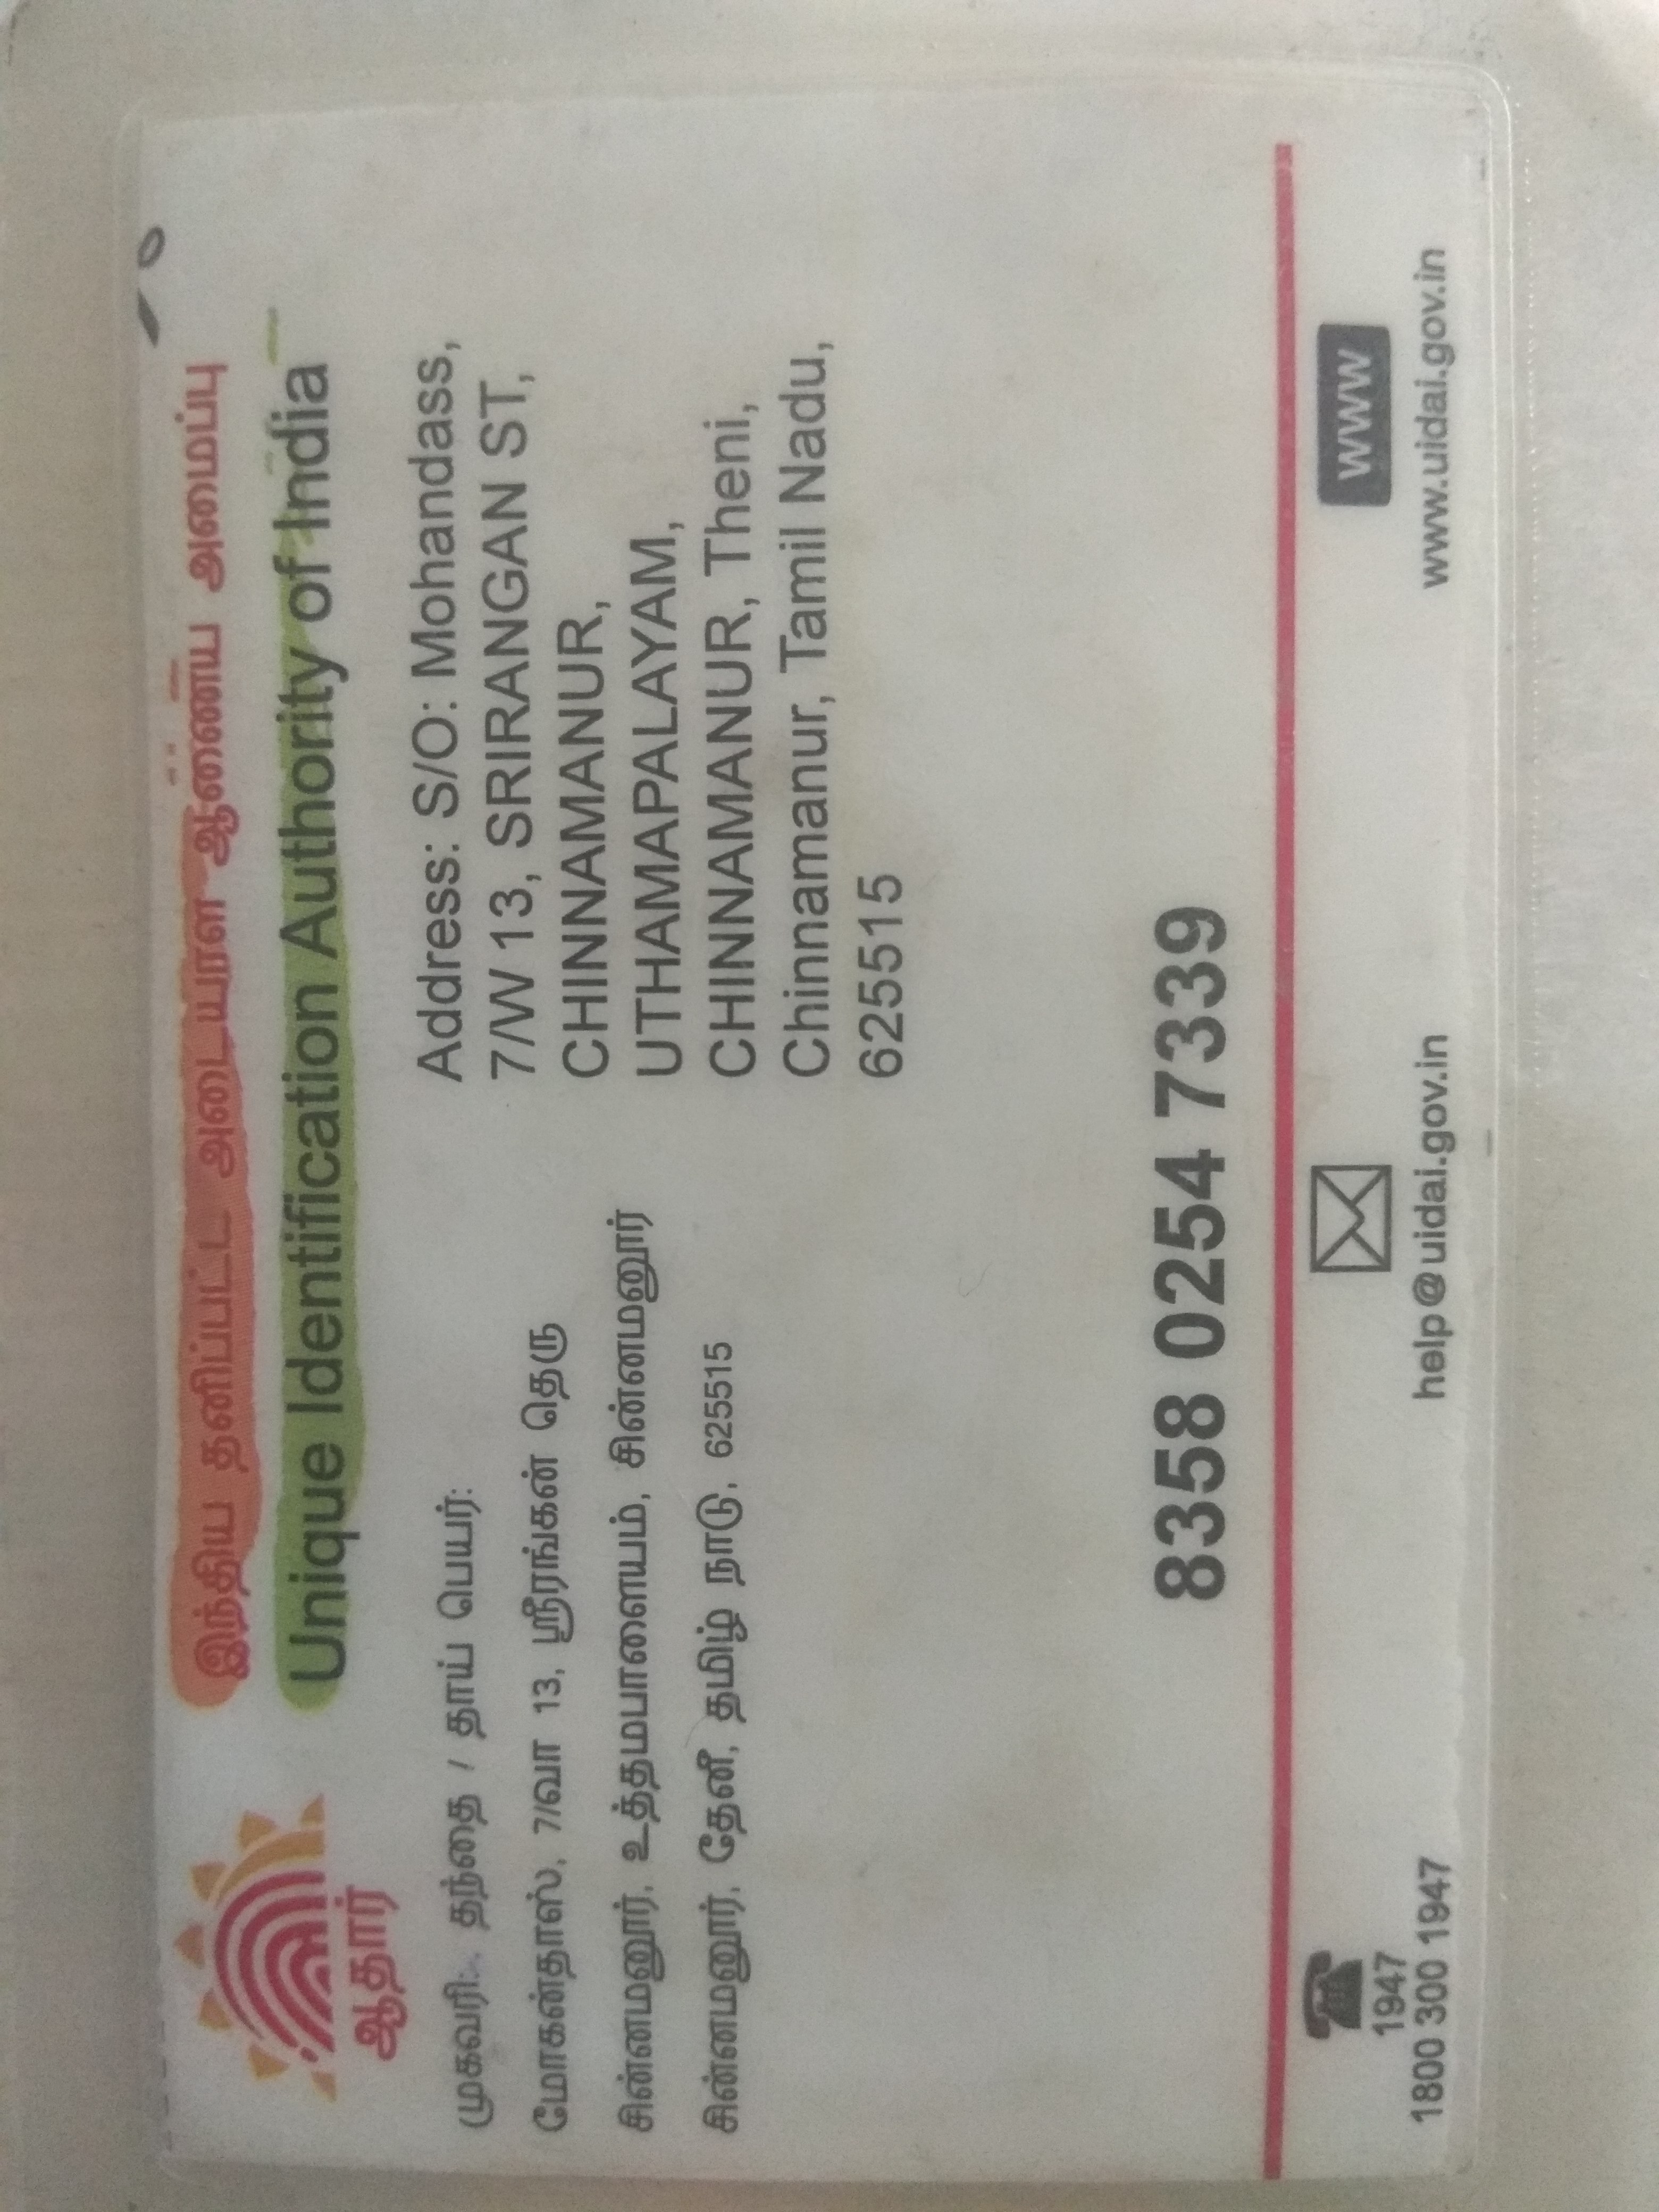 இந்திய தனிப்பட்ட அடையாள ஆணைய அமைப்பு
Unique Identification Authority of India
ஆதார்
முகவரி: தந்தை / தாய் பெயர்:
மோகன்தாஸ், 7/வா 13, ஸ்ரீரங்கன் தெரு
சின்னமனூர், உத்தமபாளையம், சின்னமனூர்
சின்னமனூர், தேனீ, தமிழ் நாடு, 625515
Address: S/O: Mohandass,
7/W 13, SRIRANGAN ST,
CHINNAMANUR,
UTHAMAPALAYAM,
CHINNAMANUR, Theni,
Chinnamanur, Tamil Nadu,
625515
8358 0254 7339
1947
1800 300 1947
help@uidai.gov.in
WWW
www.uidai.gov.in